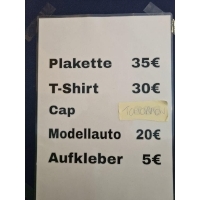 Plakette 35€
T-Shirt 30€
Cap
Modellauto 20€
Aufkleber 5€